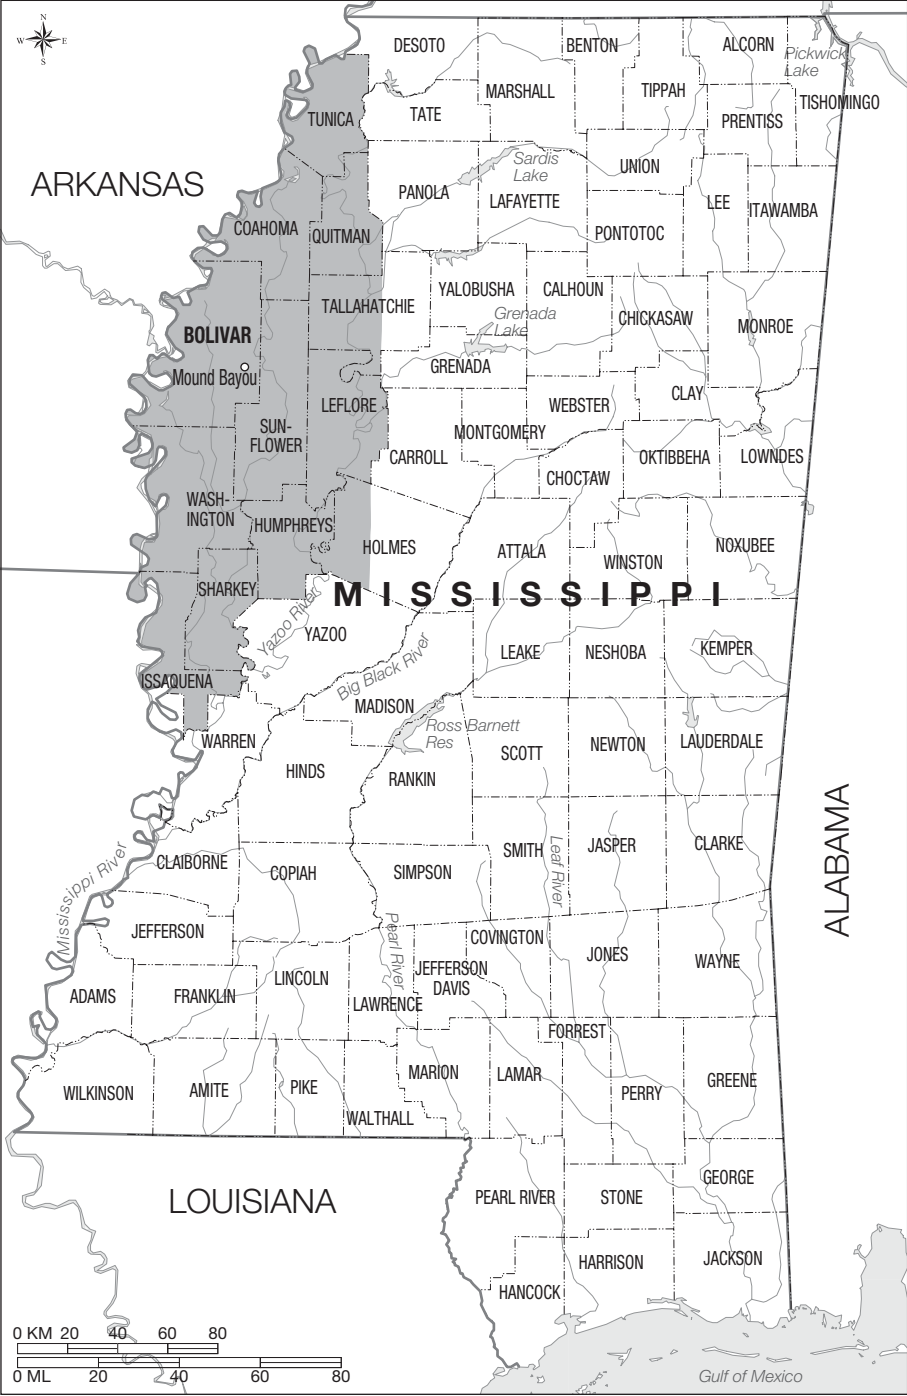 N
W E
S
DESOTO
BENTON
ALCORN
Pickwick
Lake
MARSHALL
TIPPAH
TISHOMINGO
TUNICA
TATE
PRENTISS
ARKANSAS
Sardis
Lake
UNION
PANOLA
LAFAYETTE
LEE
ITAWAMBA
COAHOMA
QUITMAN
PONTOTOC
YALOBUSHA
CALHOUN
TALLAHATCHIE
Grenada
Lake
CHICKASAW
MONROE
BOLIVAR
GRENADA
Mound Bayou
CLAY
LEFLORE
WEBSTER
SUN-
FLOWER
MONTGOMERY
CARROLL
OKTIBBEHA
LOWNDES
CHOCTAW
WASH-
INGTON
HUMPHREYS
HOLMES
ATTALA
WINSTON
NOXUBEE
SHARKEY
MISSISSIPPI
Yazoo River
YAZOO
LEAKE
NESHOBA
KEMPER
Big Black River
ISSAQUENA
MADISON
Ross Barnett
Res
WARREN
SCOTT
NEWTON
LAUDERDALE
HINDS
RANKIN
ALABAMA
SMITH
Leaf River
JASPER
CLARKE
Mississippi River
CLAIBORNE
COPIAH
SIMPSON
JEFFERSON
Pearl River
COVINGTON
JONES
WAYNE
JEFFERSON
DAVIS
ADAMS
FRANKLIN
LINCOLN
LAWRENCE
FORREST
MARION
LAMAR
GREENE
WILKINSON
AMITE
PIKE
PERRY
WALTHALL
GEORGE
LOUISIANA
PEARL RIVER
STONE
JACKSON
HARRISON
HANCOCK
0 KM 20 40 60 80
0 ML 20 40 60 80
Gulf of Mexico